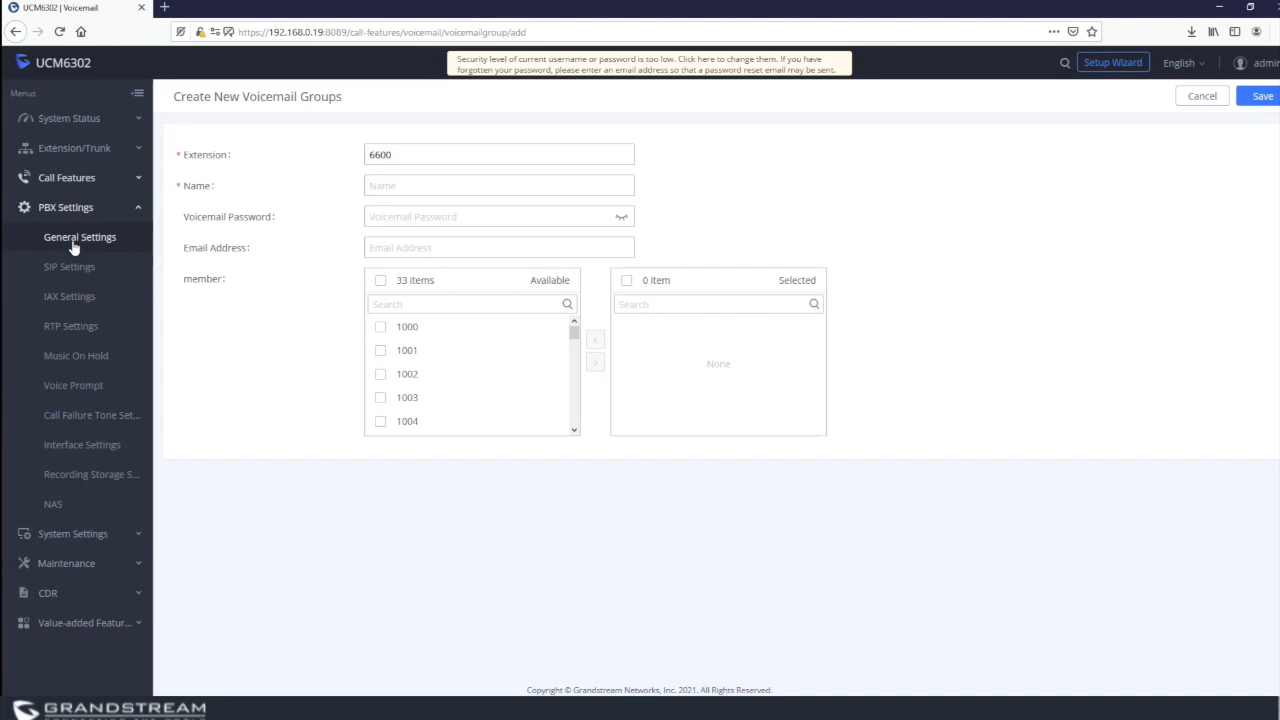 UCM6302 | Voicemail
https://192.168.0.19:8089/call-features/voicemail/voicemailgroup/add
UCM6302
Security level of current username or password is too low. Click here to change them. If you have
forgotten your password, please enter an email address so that a password reset email may be sent.
Setup Wizard
English
admin
Menus
Create New Voicemail Groups
Cancel
Save
System Status
Extension/Trunk
Call Features
PBX Settings
General Settings
SIP Settings
IAX Settings
RTP Settings
Music On Hold
Voice Prompt
Call Failure Tone Set...
Interface Settings
Recording Storage S...
NAS
System Settings
Maintenance
CDR
Value-added Featur...
* Extension:
6600
* Name:
Name
Voicemail Password:
Voicemail Password
Email Address:
Email Address
member:
33 items
Available
Search
1000
1001
1002
1003
1004
0 item
Selected
Search
None
Copyright © Grandstream Networks, Inc. 2021. All Rights Reserved.
GRANDSTREAM